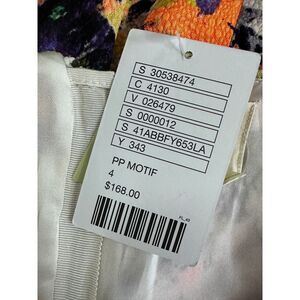 S 30538474
C 4130
V 026479
S 0000012
S 41ABBFY653LA
Y 343
PP MOTIF
4
$168.00